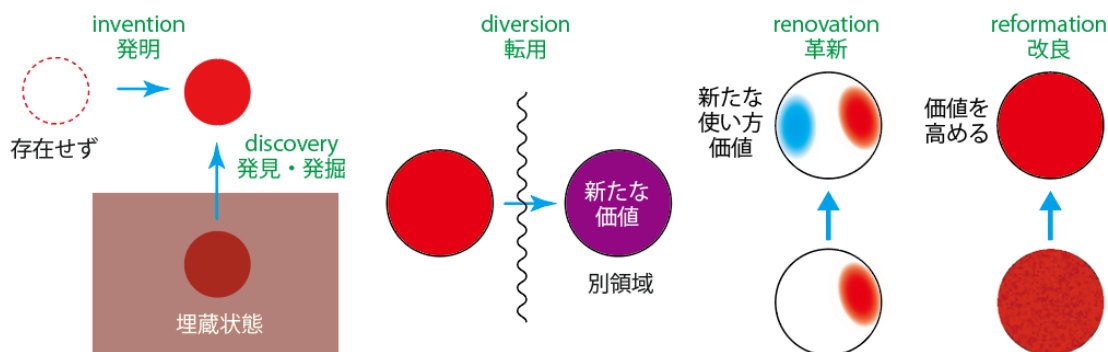 invention
発明
存在せず
discovery
発見・発掘
埋蔵状態
diversion
転用
新たな
価値
別領域
renovation
革新
新たな
使い方
価値
reformation
改良
価値を
高める